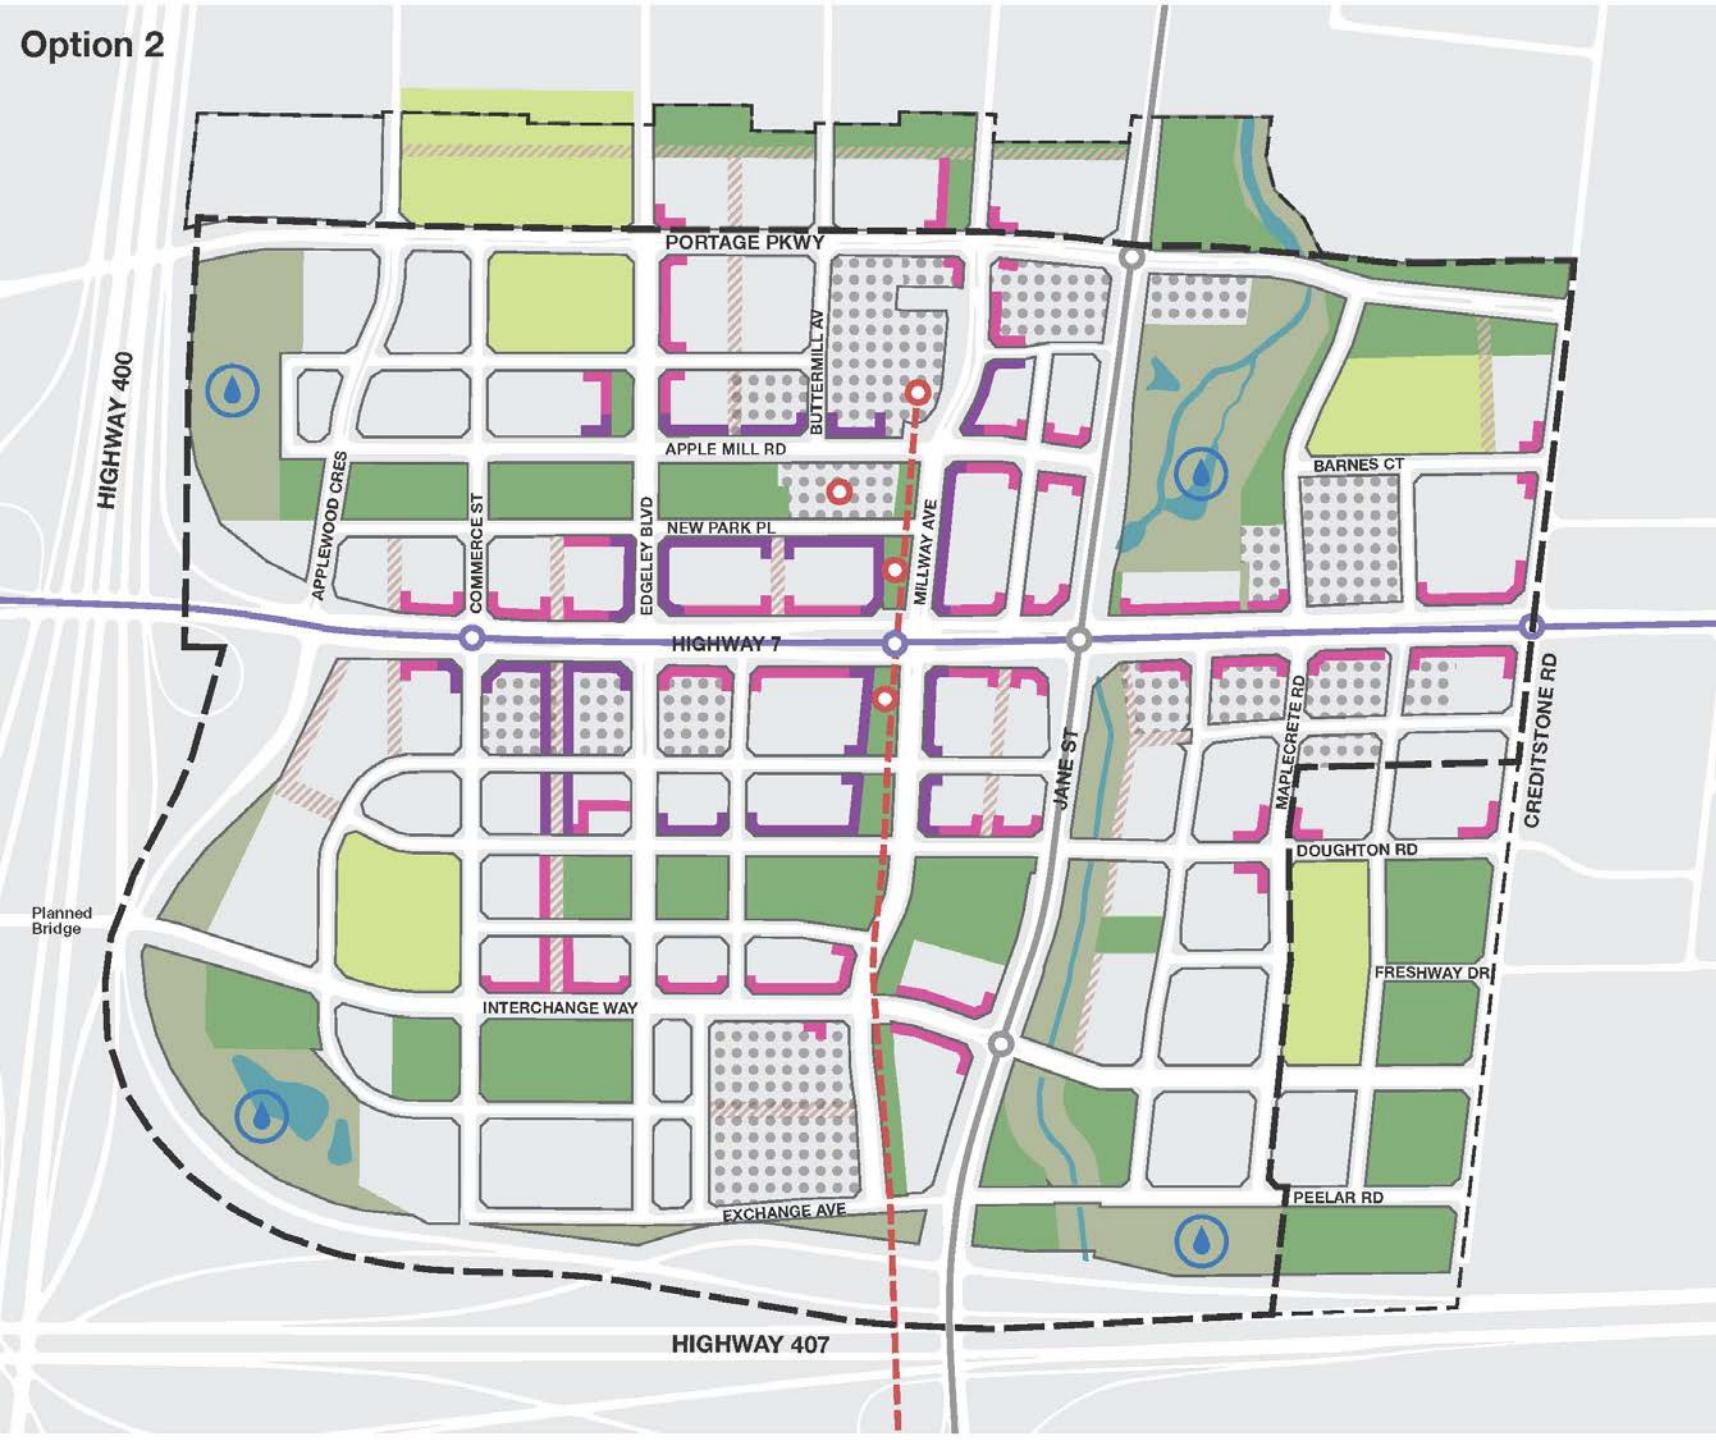 Option 2
PORTAGE PKWY
BUTTERMILL AV
HIGHWAY 400
APPLE MILL RD
BARNES CT
APPLEWOOD CRES
COMMERCE ST
EDGELEY BLVD
NEW PARK PL
MILLWAY AVE
HIGHWAY 7
JANE ST
MAPLECRETE RD
CREDITSTONE RD
DOUGHTON RD
Planned
Bridge
FRESHWAY DR
INTERCHANGE WAY
PEELAR RD
EXCHANGE AVE
HIGHWAY 407